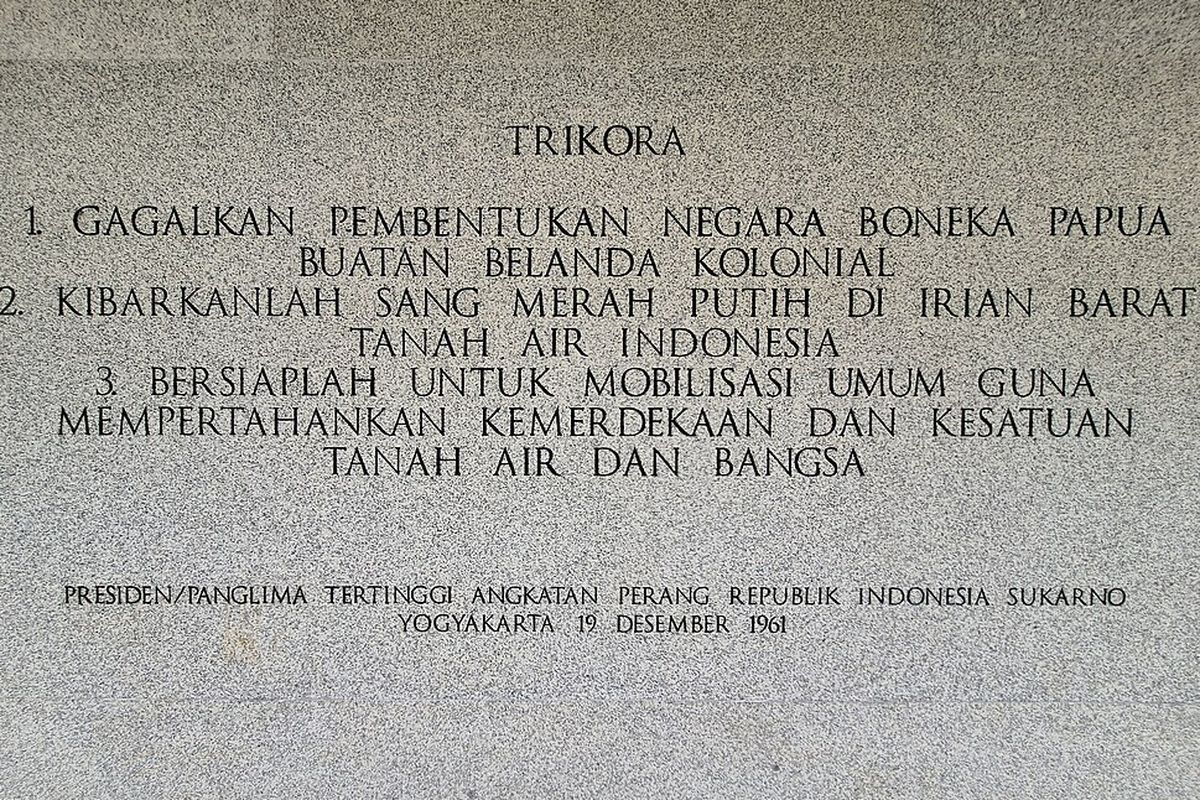 TRIKORA
1. GAGALKAN PEMBENTUKAN NEGARA BONEKA PAPUA
BUATAN BELANDA KOLONIAL
2. KIBARKANLAH SANG MERAH PUTIH DI IRIAN BARAT
TANAH AIR INDONESIA
3. BERSIAPLAH UNTUK MOBILISASI UMUM GUNA
MEMPERTAHANKAN KEMERDEKAAN DAN KESATUAN
TANAH AIR DAN BANGSA
PRESIDEN/PANGLIMA TERTINGGI ANGKATAN PERANG REPUBLIK INDONESIA SUKARNO
YOGYAKARTA 19 DESEMBER 1961